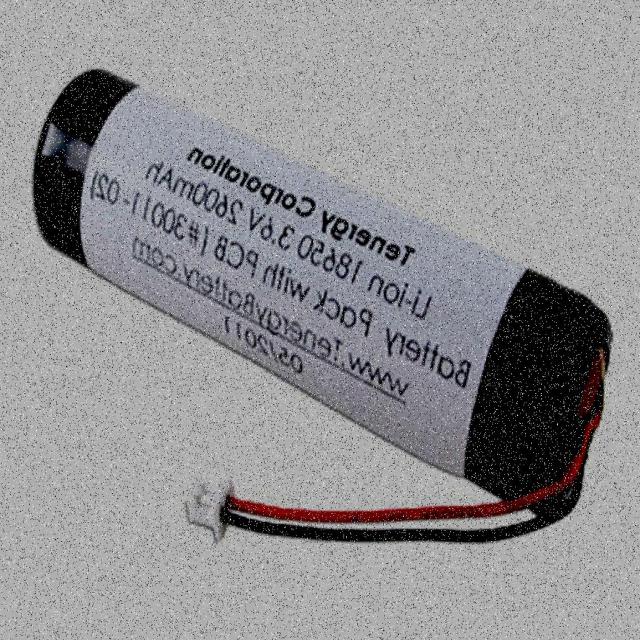 Tenergy Corporation
Li-ion 18650 3.6V 2600mAh
Battery Pack with PCB (#30011-02)
www.TenergyBattery.com
05/2011